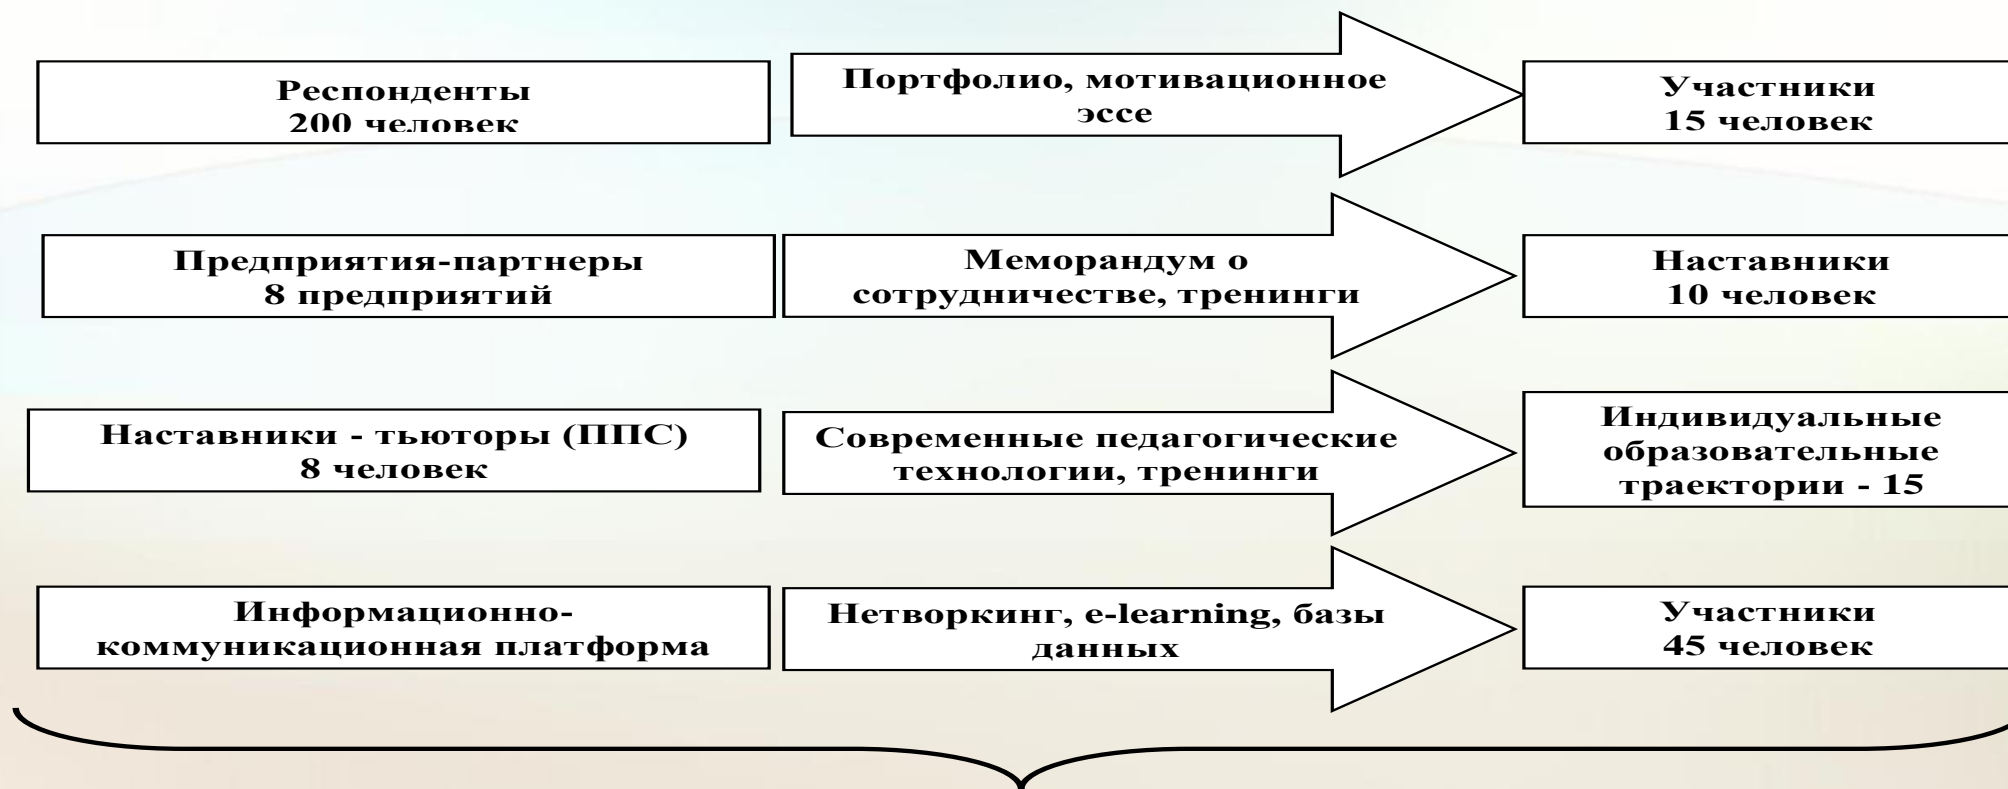 Респонденты
200 человек
Портфолио, мотивационное
эссе
Участники
15 человек
Предприятия-партнеры
8 предприятий
Меморандум о
сотрудничестве, тренинги
Наставники
10 человек
Наставники - тьюторы (ППС)
8 человек
Современные педагогические
технологии, тренинги
Индивидуальные
образовательные
траектории - 15
Информационно-
коммуникационная платформа
Нетворкинг, e-learning, базы
данных
Участники
45 человек